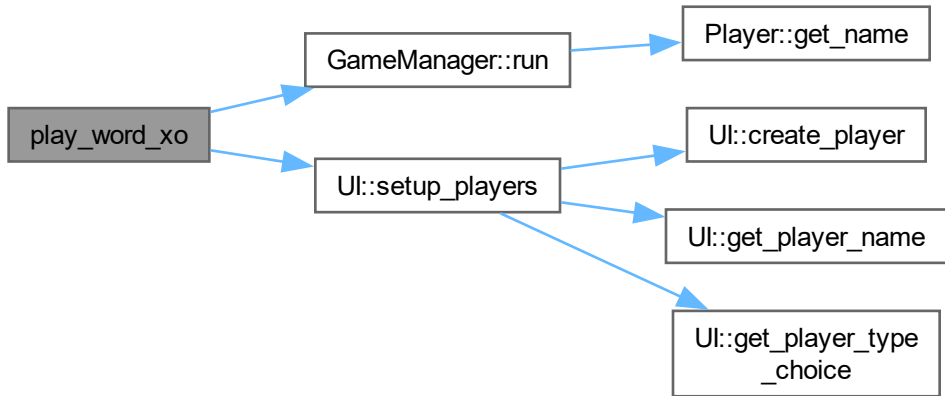 play_word_xo
GameManager::run
Player::get_name
UI::setup_players
UI::create_player
UI::get_player_name
UI::get_player_type
_choice